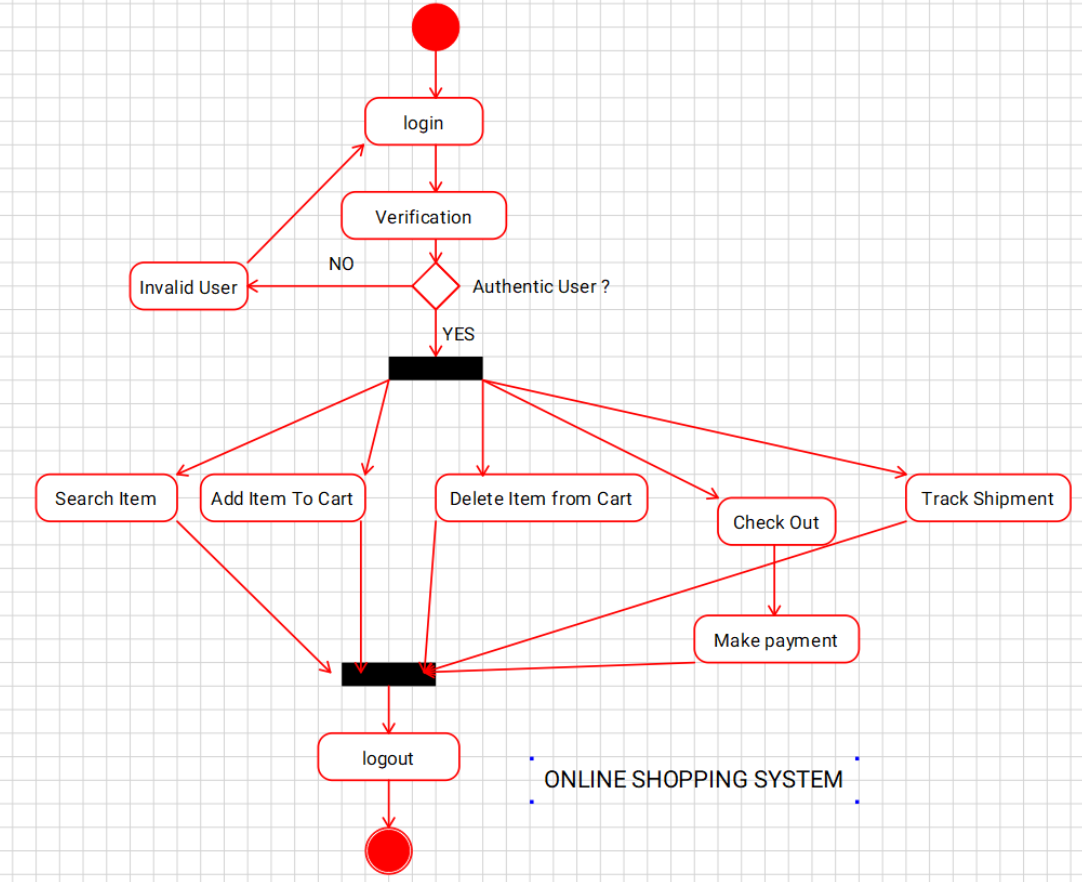 login
Verification
NO
Invalid User
Authentic User ?
YES
Search Item
Add Item To Cart
Delete Item from Cart
Check Out
Track Shipment
Make payment
logout
ONLINE SHOPPING SYSTEM